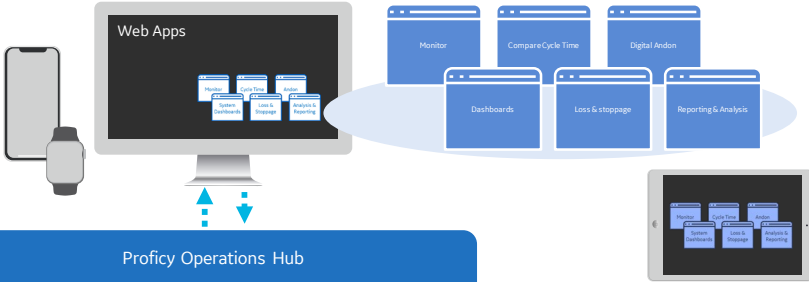 Web Apps
Monitor
Cycle Time
Andon
System
Dashboards
Loss &
Stoppage
Analysis &
Reporting
Monitor
Compare Cycle Time
Digital Andon
Dashboards
Loss & stoppage
Reporting & Analysis
Proficy Operations Hub
Monitor
Cycle Time
Andon
System
Dashboards
Loss &
Stoppage
Analysis &
Reporting